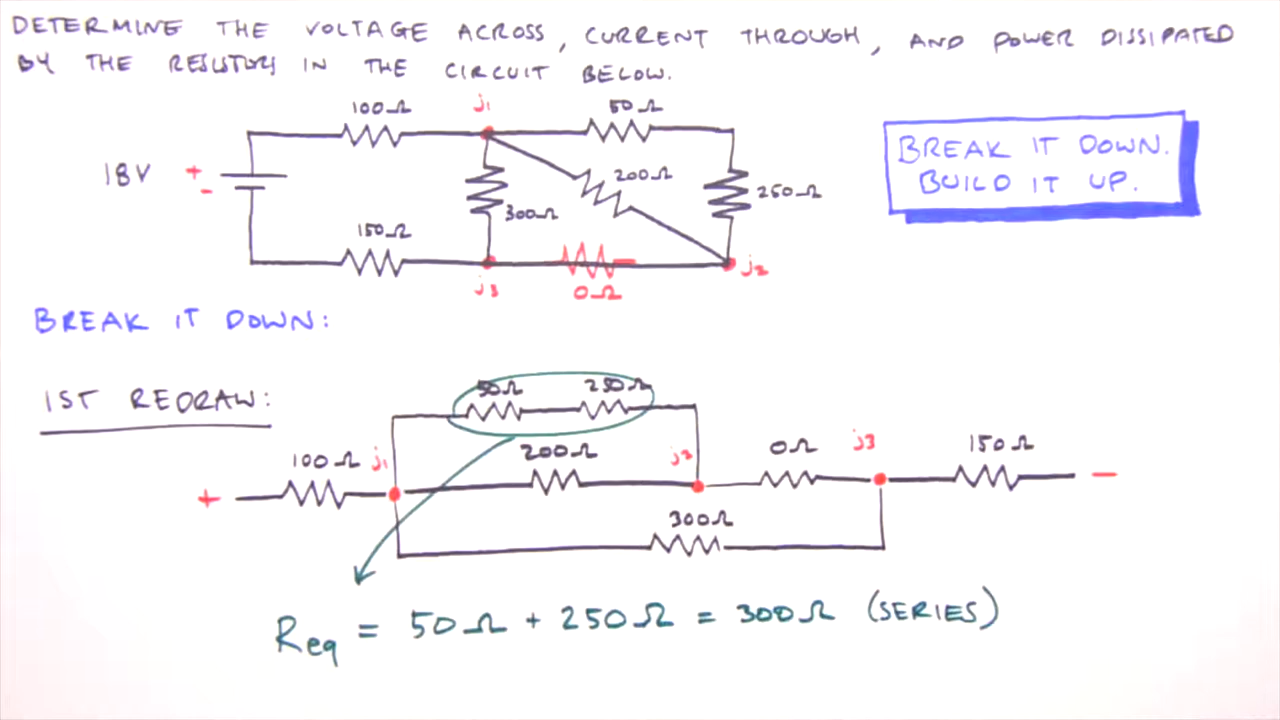 DETERMINE THE VOLTAGE ACROSS, CURRENT THROUGH, AND POWER DISSIPATED
BY THE RESISTORS IN THE CIRCUIT BELOW.
100Ω j1 50Ω
BREAK IT DOWN.
BUILD IT UP.
18V + -
200Ω
250Ω
300Ω
150Ω
j3 0Ω j2
BREAK IT DOWN:
1ST REDRAW:
50Ω 250Ω
100Ω j1 200Ω j2 0Ω j3 150Ω
+ -
300Ω
Req = 50Ω + 250Ω = 300Ω (SERIES)